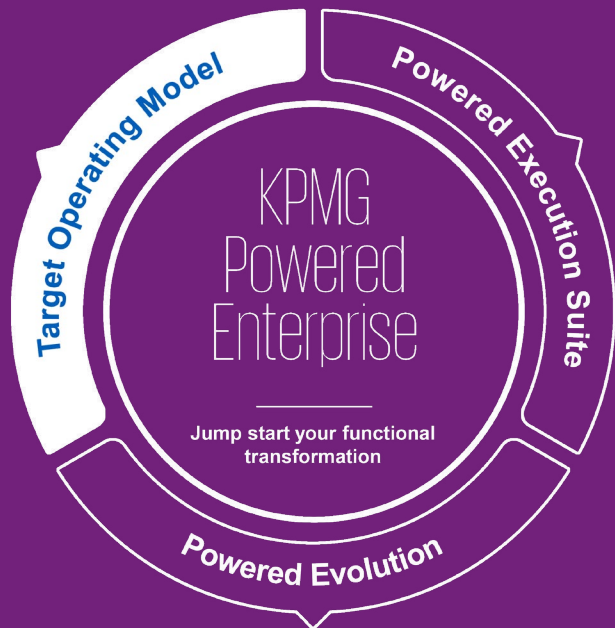 Target Operating Model
Powered Execution Suite
KPMG
Powered
Enterprise
Jump start your functional
transformation
Powered Evolution